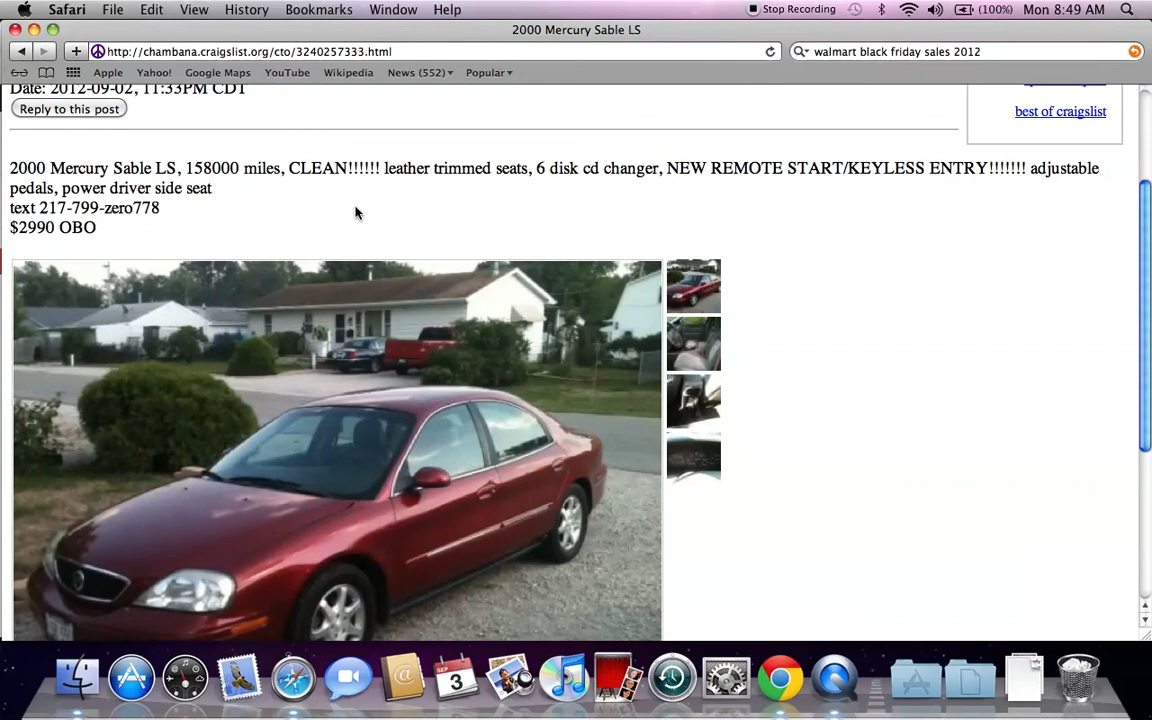 Safari File Edit View History Bookmarks Window Help Stop Recording (100%) Mon 8:49 AM
2000 Mercury Sable LS
http://chambana.craigslist.org/cto/3240257333.html walmart black friday sales 2012
Apple Yahoo! Google Maps YouTube Wikipedia News (552) Popular
Date: 2012-09-02, 11:33PM CDT
Reply to this post
best of craigslist
2000 Mercury Sable LS, 158000 miles, CLEAN!!!!!! leather trimmed seats, 6 disk cd changer, NEW REMOTE START/KEYLESS ENTRY!!!!!!! adjustable
pedals, power driver side seat
text 217-799-zero778
$2990 OBO
SEP
3